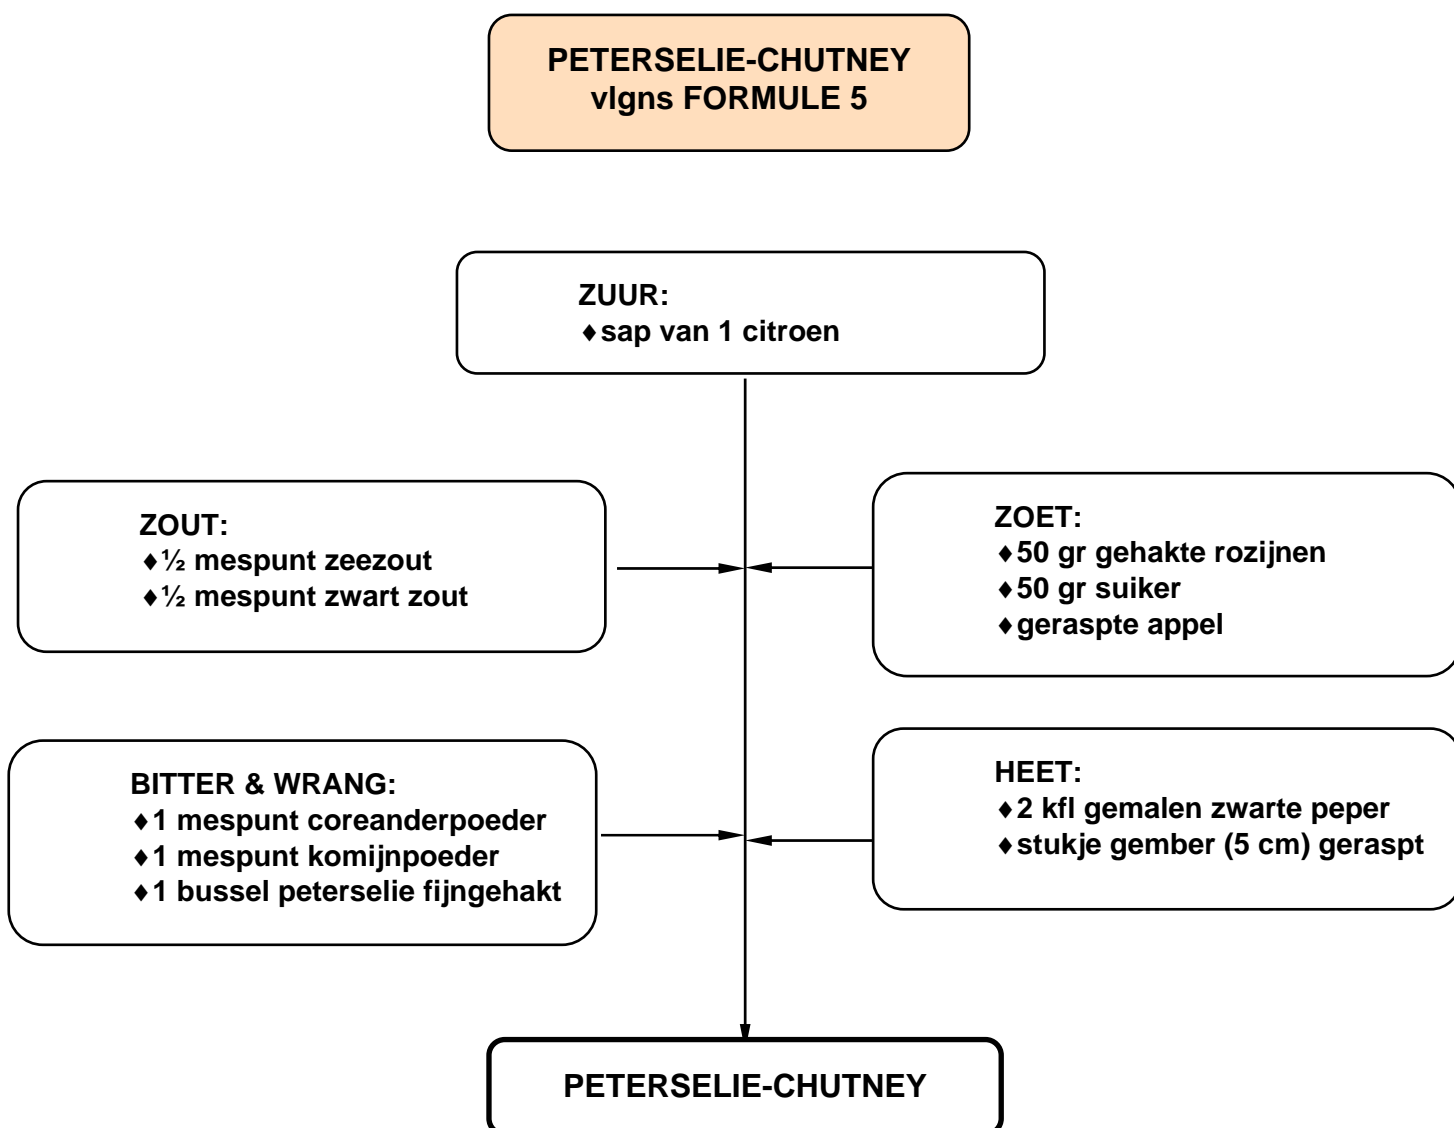 PETERSELIE-CHUTNEY
vlgns FORMULE 5
ZUUR:
♦sap van 1 citroen
ZOUT:
♦½ mespunt zeezout
♦½ mespunt zwart zout
ZOET:
♦50 gr gehakte rozijnen
♦50 gr suiker
♦geraspte appel
BITTER & WRANG:
♦1 mespunt coreanderpoeder
♦1 mespunt komijnpoeder
♦1 bussel peterselie fijngehakt
HEET:
♦2 kfl gemalen zwarte peper
♦stukje gember (5 cm) geraspt
PETERSELIE-CHUTNEY